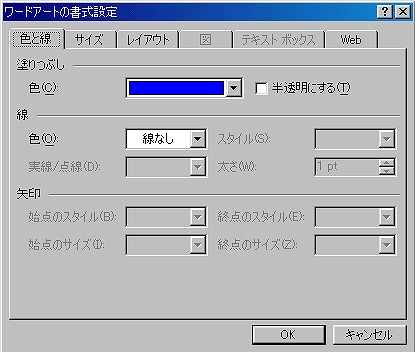 ワードアートの書式設定
色と線 サイズ レイアウト 図 テキスト ボックス Web
塗りつぶし
色(C): 半透明にする(T)
線
色(O): 線なし スタイル(S):
実線/点線(D): 太さ(W): 1 pt
矢印
始点のスタイル(B): 終点のスタイル(E):
始点のサイズ(I): 終点のサイズ(Z):
OK キャンセル